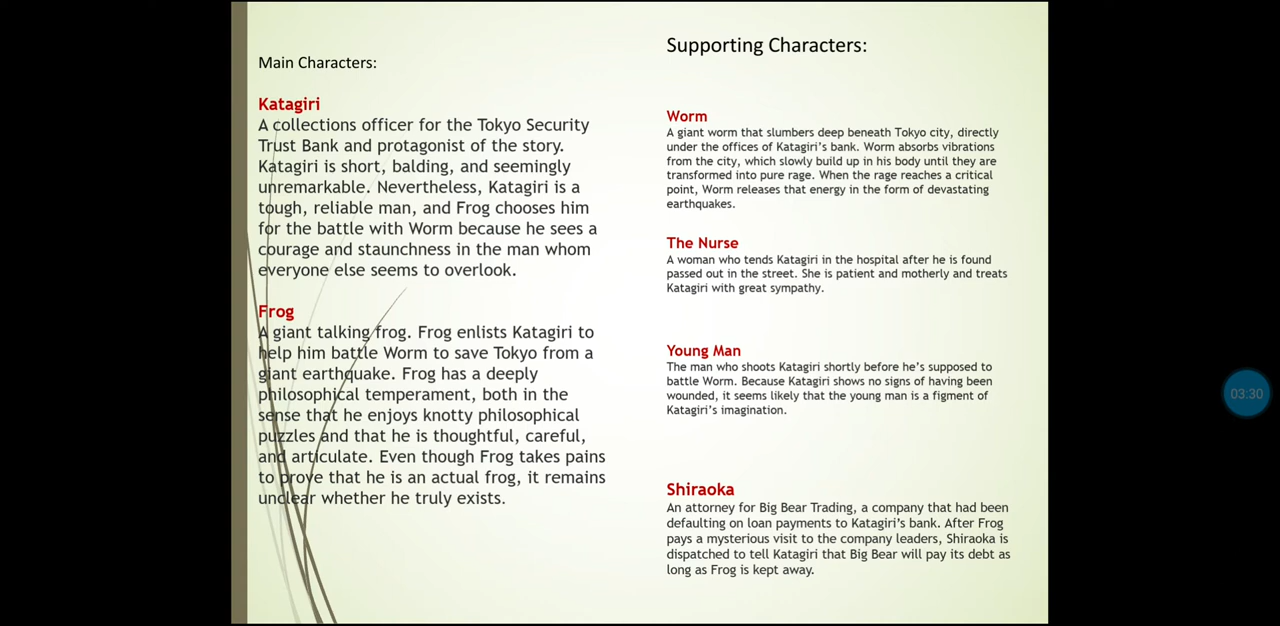 Main Characters:
Katagiri
A collections officer for the Tokyo Security
Trust Bank and protagonist of the story.
Katagiri is short, balding, and seemingly
unremarkable. Nevertheless, Katagiri is a
tough, reliable man, and Frog chooses him
for the battle with Worm because he sees a
courage and staunchness in the man whom
everyone else seems to overlook.
Frog
A giant talking frog. Frog enlists Katagiri to
help him battle Worm to save Tokyo from a
giant earthquake. Frog has a deeply
philosophical temperament, both in the
sense that he enjoys knotty philosophical
puzzles and that he is thoughtful, careful,
and articulate. Even though Frog takes pains
to prove that he is an actual frog, it remains
unclear whether he truly exists.
Supporting Characters:
Worm
A giant worm that slumbers deep beneath Tokyo city, directly
under the offices of Katagiri's bank. Worm absorbs vibrations
from the city, which slowly build up in his body until they are
transformed into pure rage. When the rage reaches a critical
point, Worm releases that energy in the form of devastating
earthquakes.
The Nurse
A woman who tends Katagiri in the hospital after he is found
passed out in the street. She is patient and motherly and treats
Katagiri with great sympathy.
Young Man
The man who shoots Katagiri shortly before he's supposed to
battle Worm. Because Katagiri shows no signs of having been
wounded, it seems likely that the young man is a figment of
Katagiri's imagination.
Shiraoka
An attorney for Big Bear Trading, a company that had been
defaulting on loan payments to Katagiri's bank. After Frog
pays a mysterious visit to the company leaders, Shiraoka is
dispatched to tell Katagiri that Big Bear will pay its debt as
long as Frog is kept away.
03:30